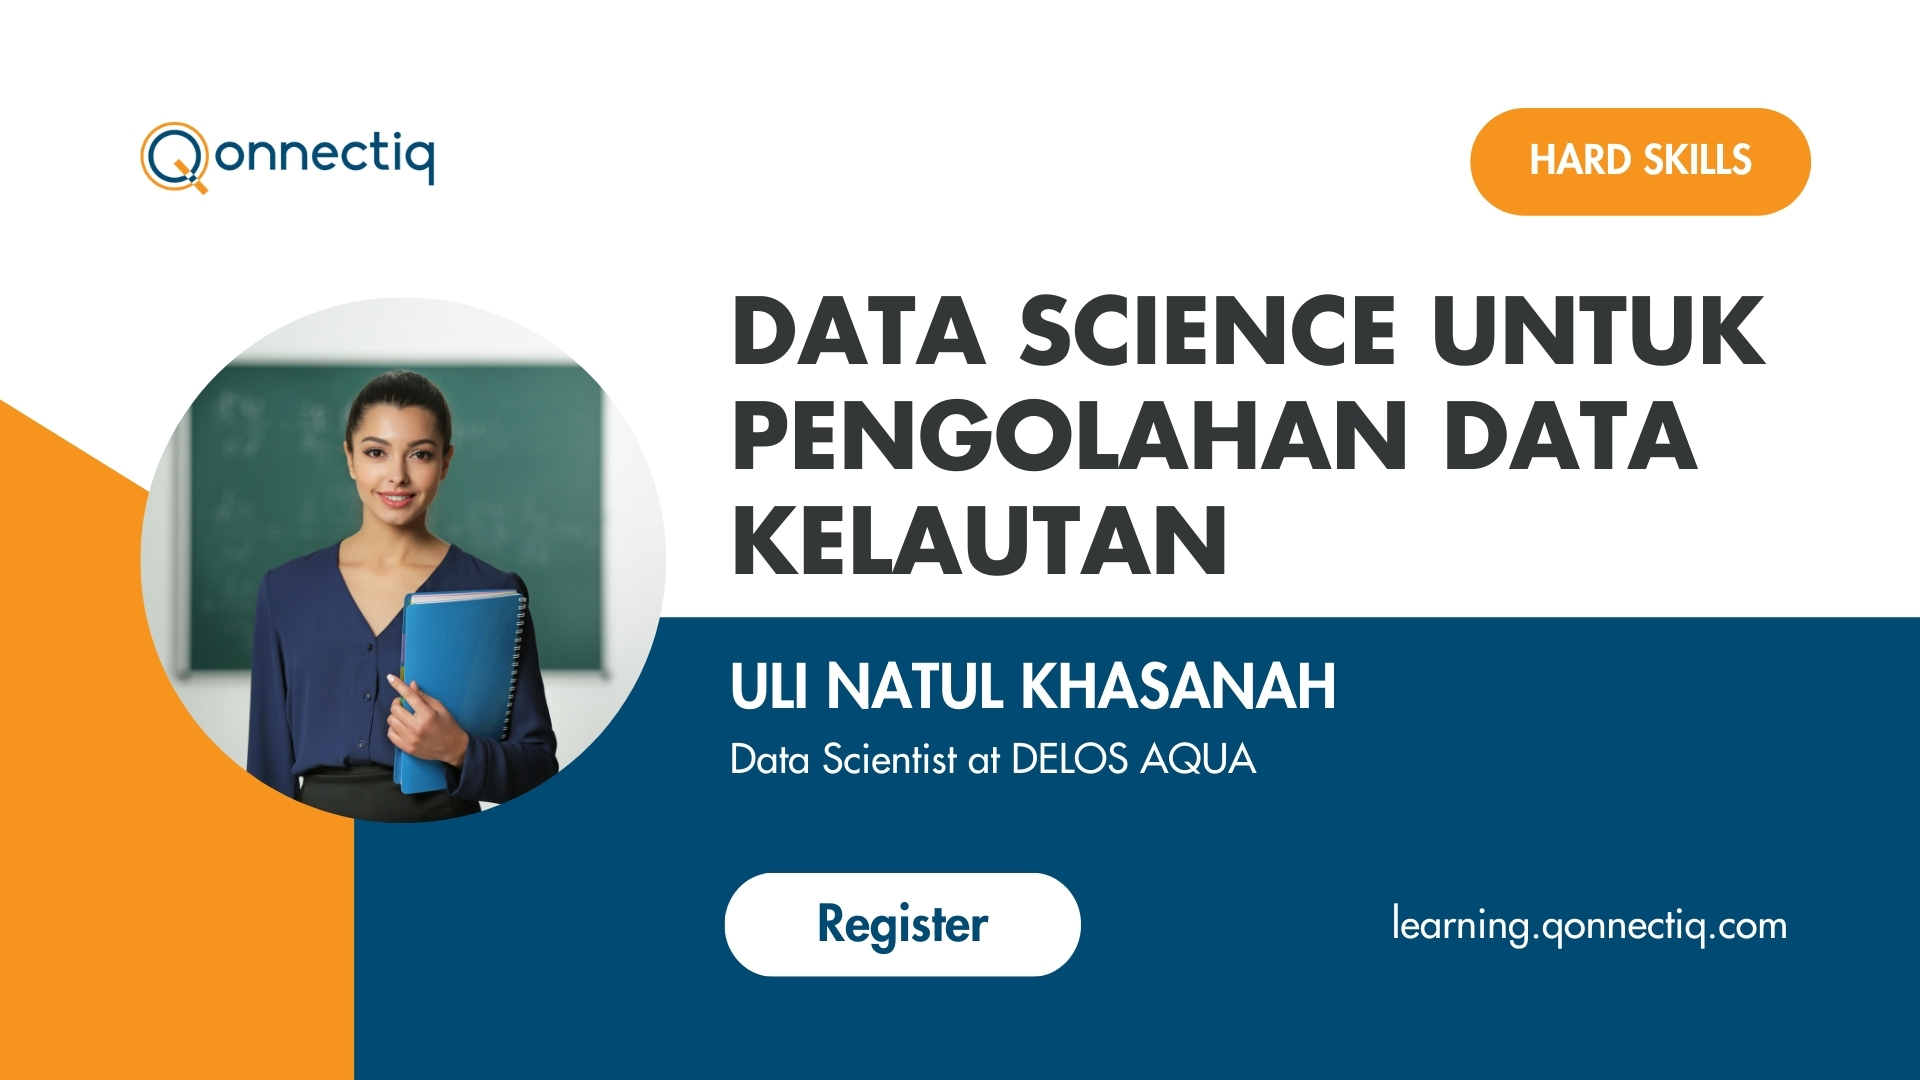 Qonnectiq
HARD SKILLS
DATA SCIENCE UNTUK
PENGOLAHAN DATA
KELAUTAN
ULI NATUL KHASANAH
Data Scientist at DELOS AQUA
Register
learning.qonnectiq.com